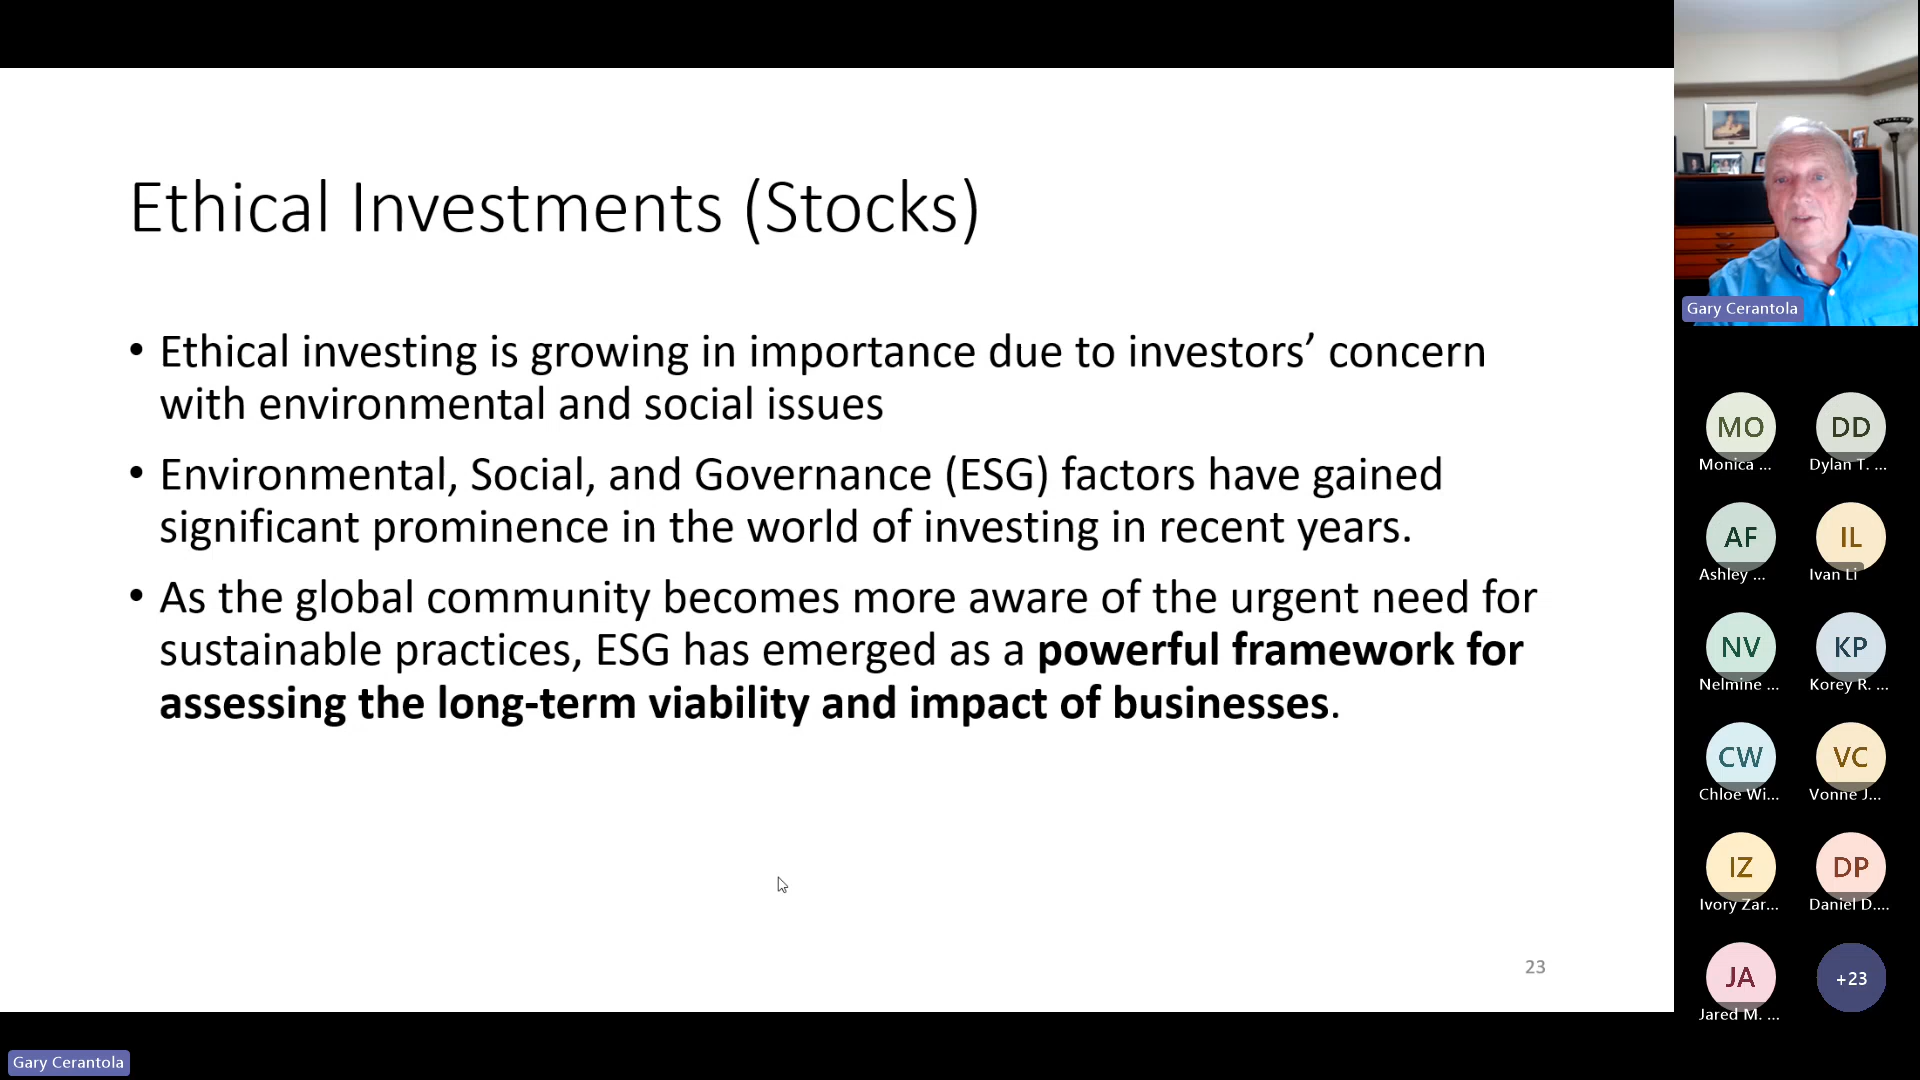 Ethical Investments (Stocks)
• Ethical investing is growing in importance due to investors’ concern
with environmental and social issues
• Environmental, Social, and Governance (ESG) factors have gained
significant prominence in the world of investing in recent years.
• As the global community becomes more aware of the urgent need for
sustainable practices, ESG has emerged as a powerful framework for
assessing the long-term viability and impact of businesses.
23
Gary Cerantola
Gary Cerantola
MO
DD
Monica ...
Dylan T. ...
AF
IL
Ashley ...
Ivan Li
NV
KP
Nelmine ...
Korey R. ...
CW
VC
Chloe Wi...
Vonne J...
IZ
DP
Ivory Zar...
Daniel D....
JA
+23
Jared M. ...